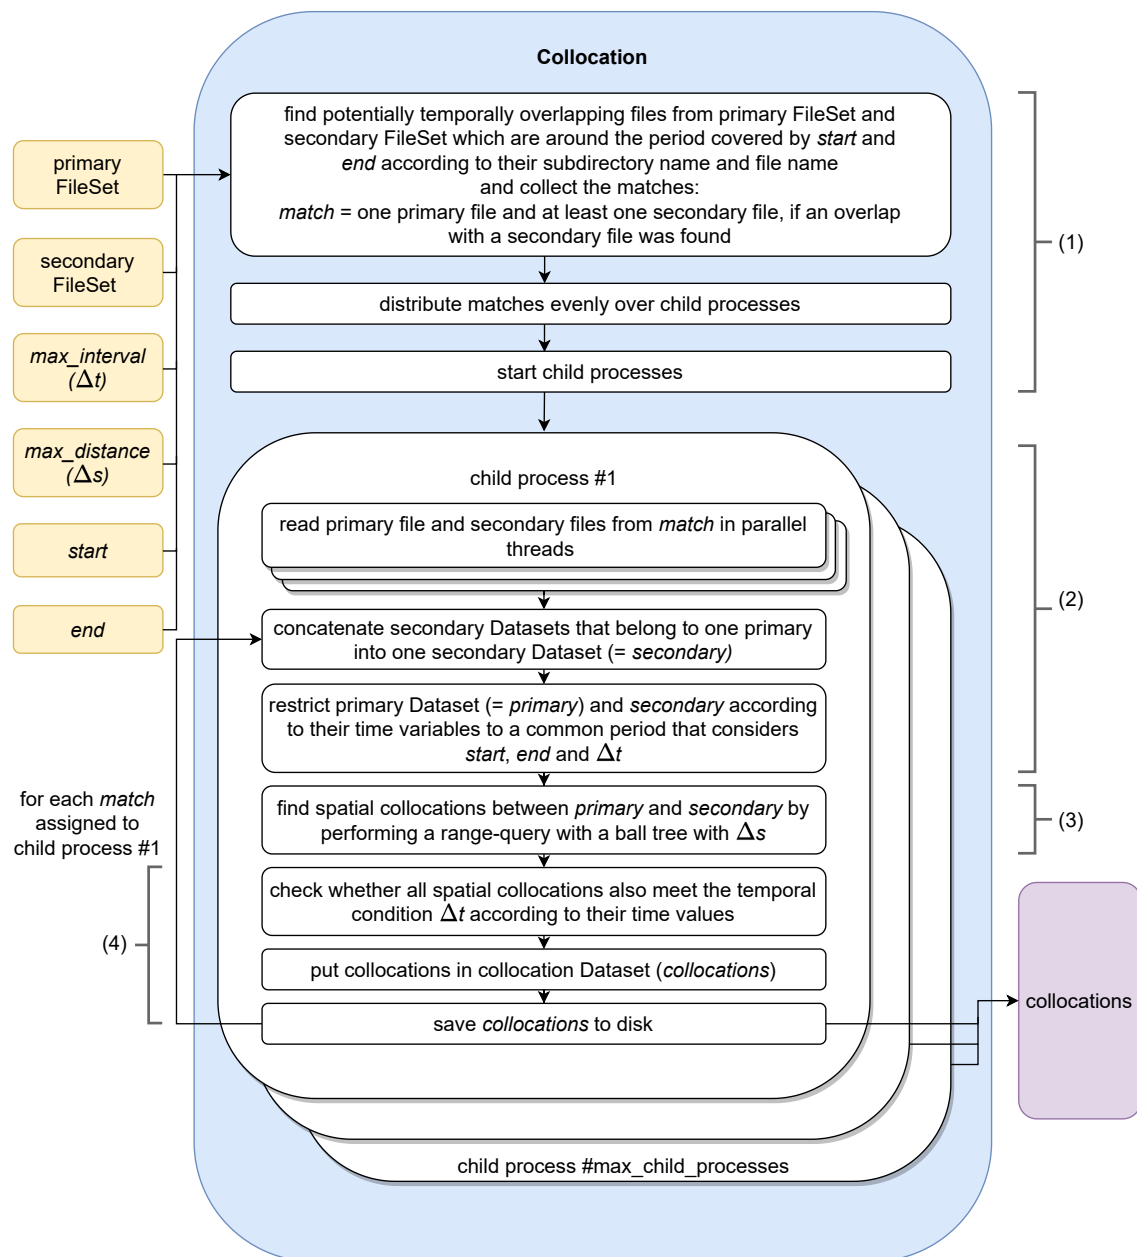 Collocation
find potentially temporally overlapping files from primary FileSet and
secondary FileSet which are around the period covered by start and
end according to their subdirectory name and file name
and collect the matches:
match = one primary file and at least one secondary file, if an overlap
with a secondary file was found
distribute matches evenly over child processes
start child processes
(1)
primary
FileSet
secondary
FileSet
max_interval
(Δt)
max_distance
(Δs)
start
end
child process #1
read primary file and secondary files from match in parallel
threads
concatenate secondary Datasets that belong to one primary
into one secondary Dataset (= secondary)
restrict primary Dataset (= primary) and secondary according
to their time variables to a common period that considers
start, end and Δt
(2)
find spatial collocations between primary and secondary by
performing a range-query with a ball tree with Δs
(3)
for each match
assigned to
child process #1
check whether all spatial collocations also meet the temporal
condition Δt according to their time values
put collocations in collocation Dataset (collocations)
save collocations to disk
(4)
collocations
child process #max_child_processes